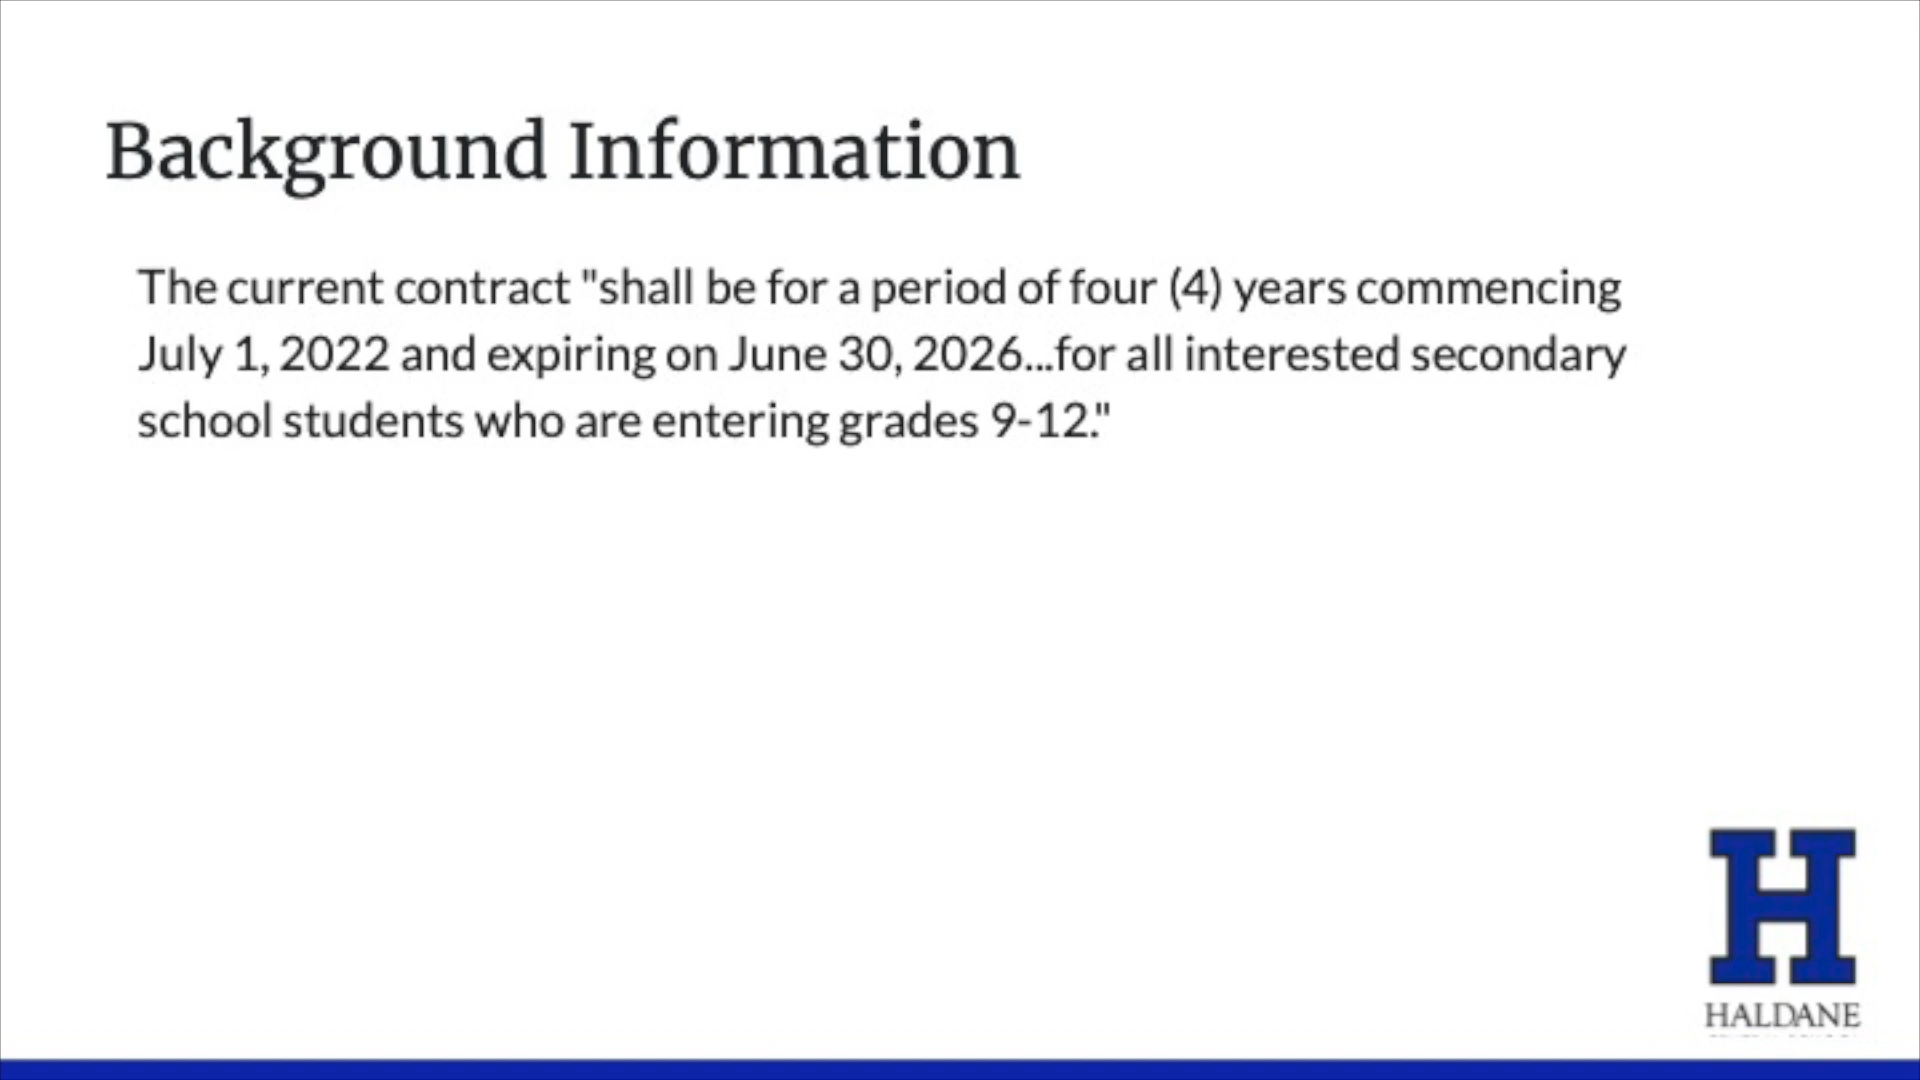 Background Information
The current contract "shall be for a period of four (4) years commencing
July 1, 2022 and expiring on June 30, 2026...for all interested secondary
school students who are entering grades 9-12."
H
HALDANE